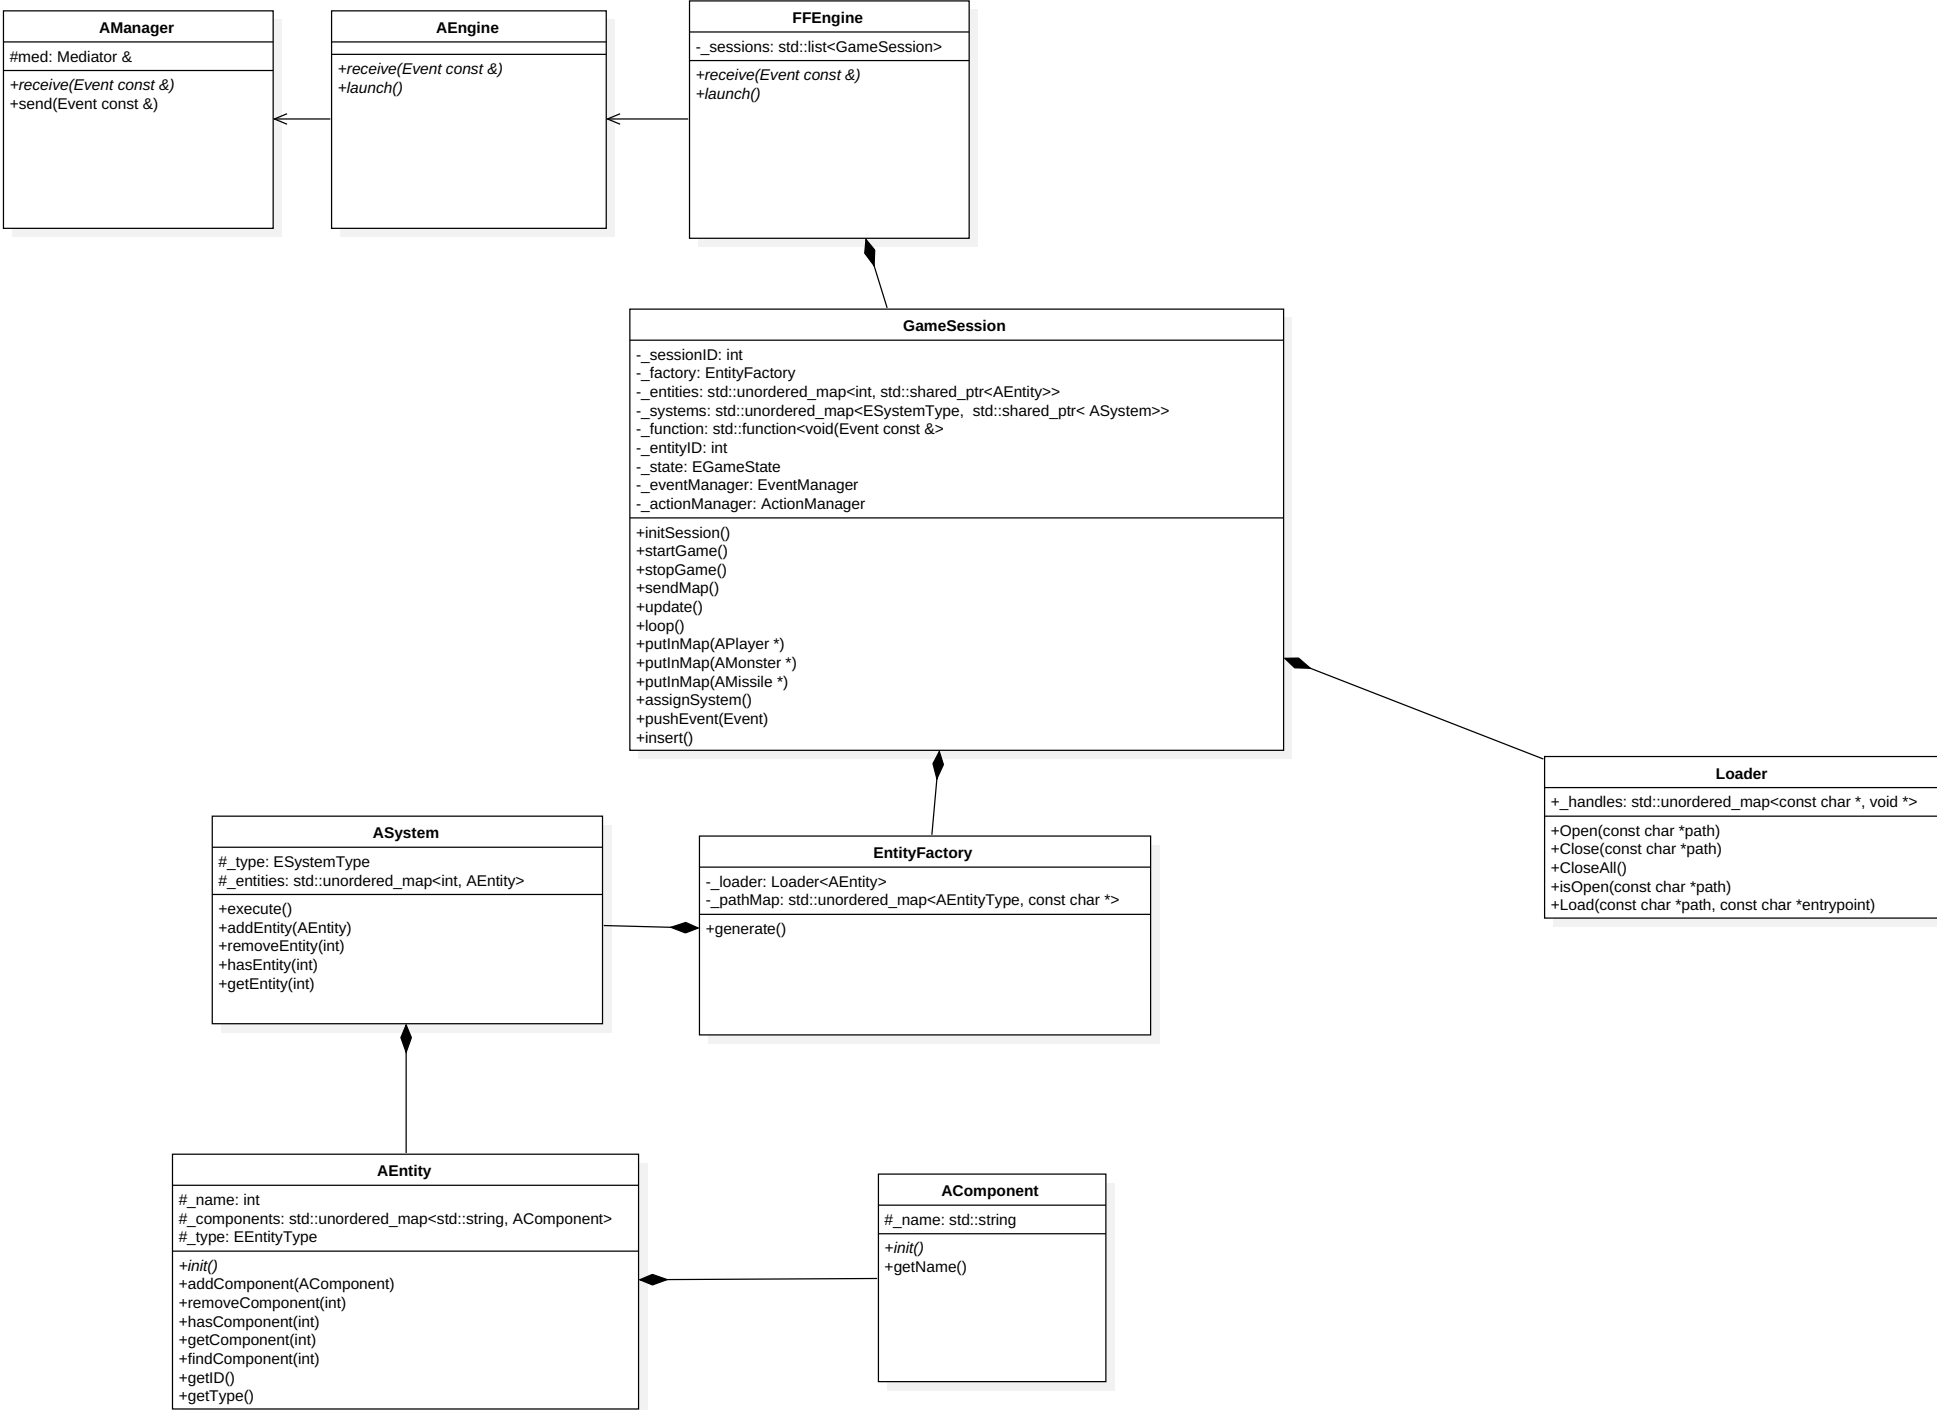 AManager
#med: Mediator &
+receive(Event const &)
+send(Event const &)
AEngine
+receive(Event const &)
+launch()
FFEngine
-_sessions: std::list<GameSession>
+receive(Event const &)
+launch()
GameSession
-_sessionID: int
-_factory: EntityFactory
-_entities: std::unordered_map<int, std::shared_ptr<AEntity>>
-_systems: std::unordered_map<ESystemType,  std::shared_ptr< ASystem>>
-_function: std::function<void(Event const &>
-_entityID: int
-_state: EGameState
-_eventManager: EventManager
-_actionManager: ActionManager
+initSession()
+startGame()
+stopGame()
+sendMap()
+update()
+loop()
+putInMap(APlayer *)
+putInMap(AMonster *)
+putInMap(AMissile *)
+assignSystem()
+pushEvent(Event)
+insert()
Loader
+_handles: std::unordered_map<const char *, void *>
+Open(const char *path)
+Close(const char *path)
+CloseAll()
+isOpen(const char *path)
+Load(const char *path, const char *entrypoint)
ASystem
#_type: ESystemType
#_entities: std::unordered_map<int, AEntity>
+execute()
+addEntity(AEntity)
+removeEntity(int)
+hasEntity(int)
+getEntity(int)
EntityFactory
-_loader: Loader<AEntity>
-_pathMap: std::unordered_map<AEntityType, const char *>
+generate()
AEntity
#_name: int
#_components: std::unordered_map<std::string, AComponent>
#_type: EEntityType
+init()
+addComponent(AComponent)
+removeComponent(int)
+hasComponent(int)
+getComponent(int)
+findComponent(int)
+getID()
+getType()
AComponent
#_name: std::string
+init()
+getName()